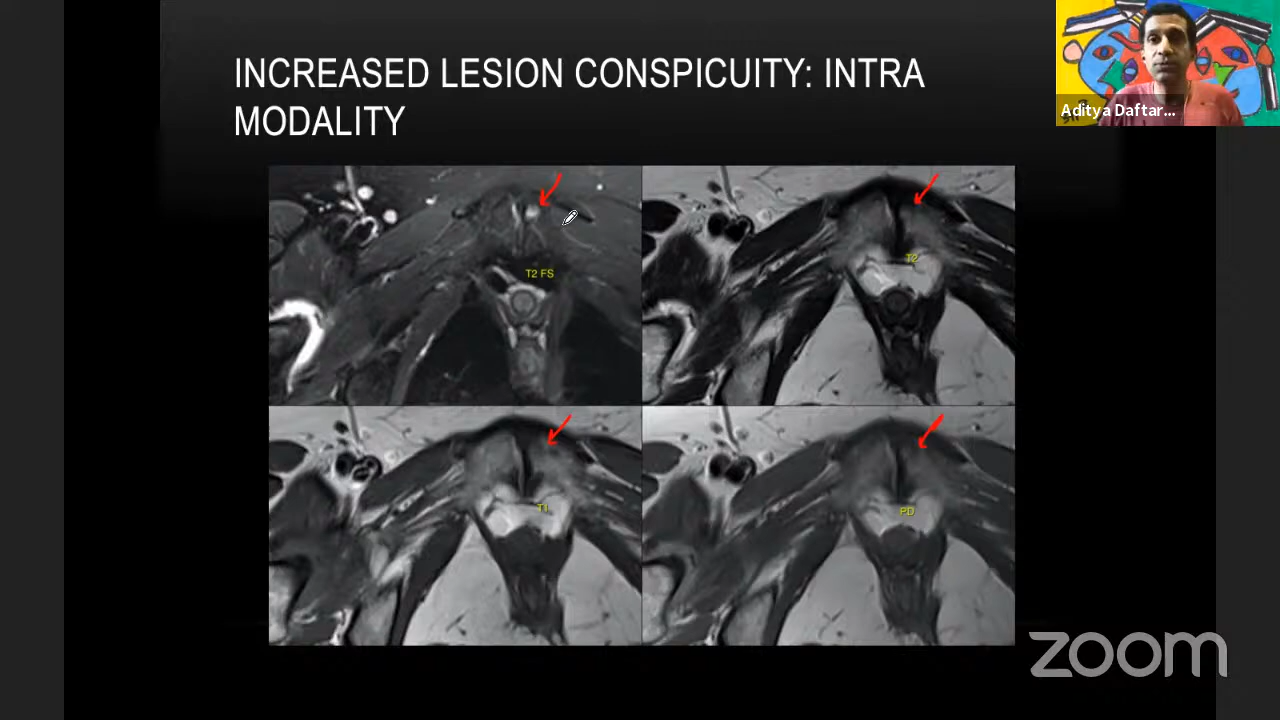 INCREASED LESION CONSPICUITY: INTRA
MODALITY
Aditya Daftar...
T2 FS
T2
T1
PD
zoom